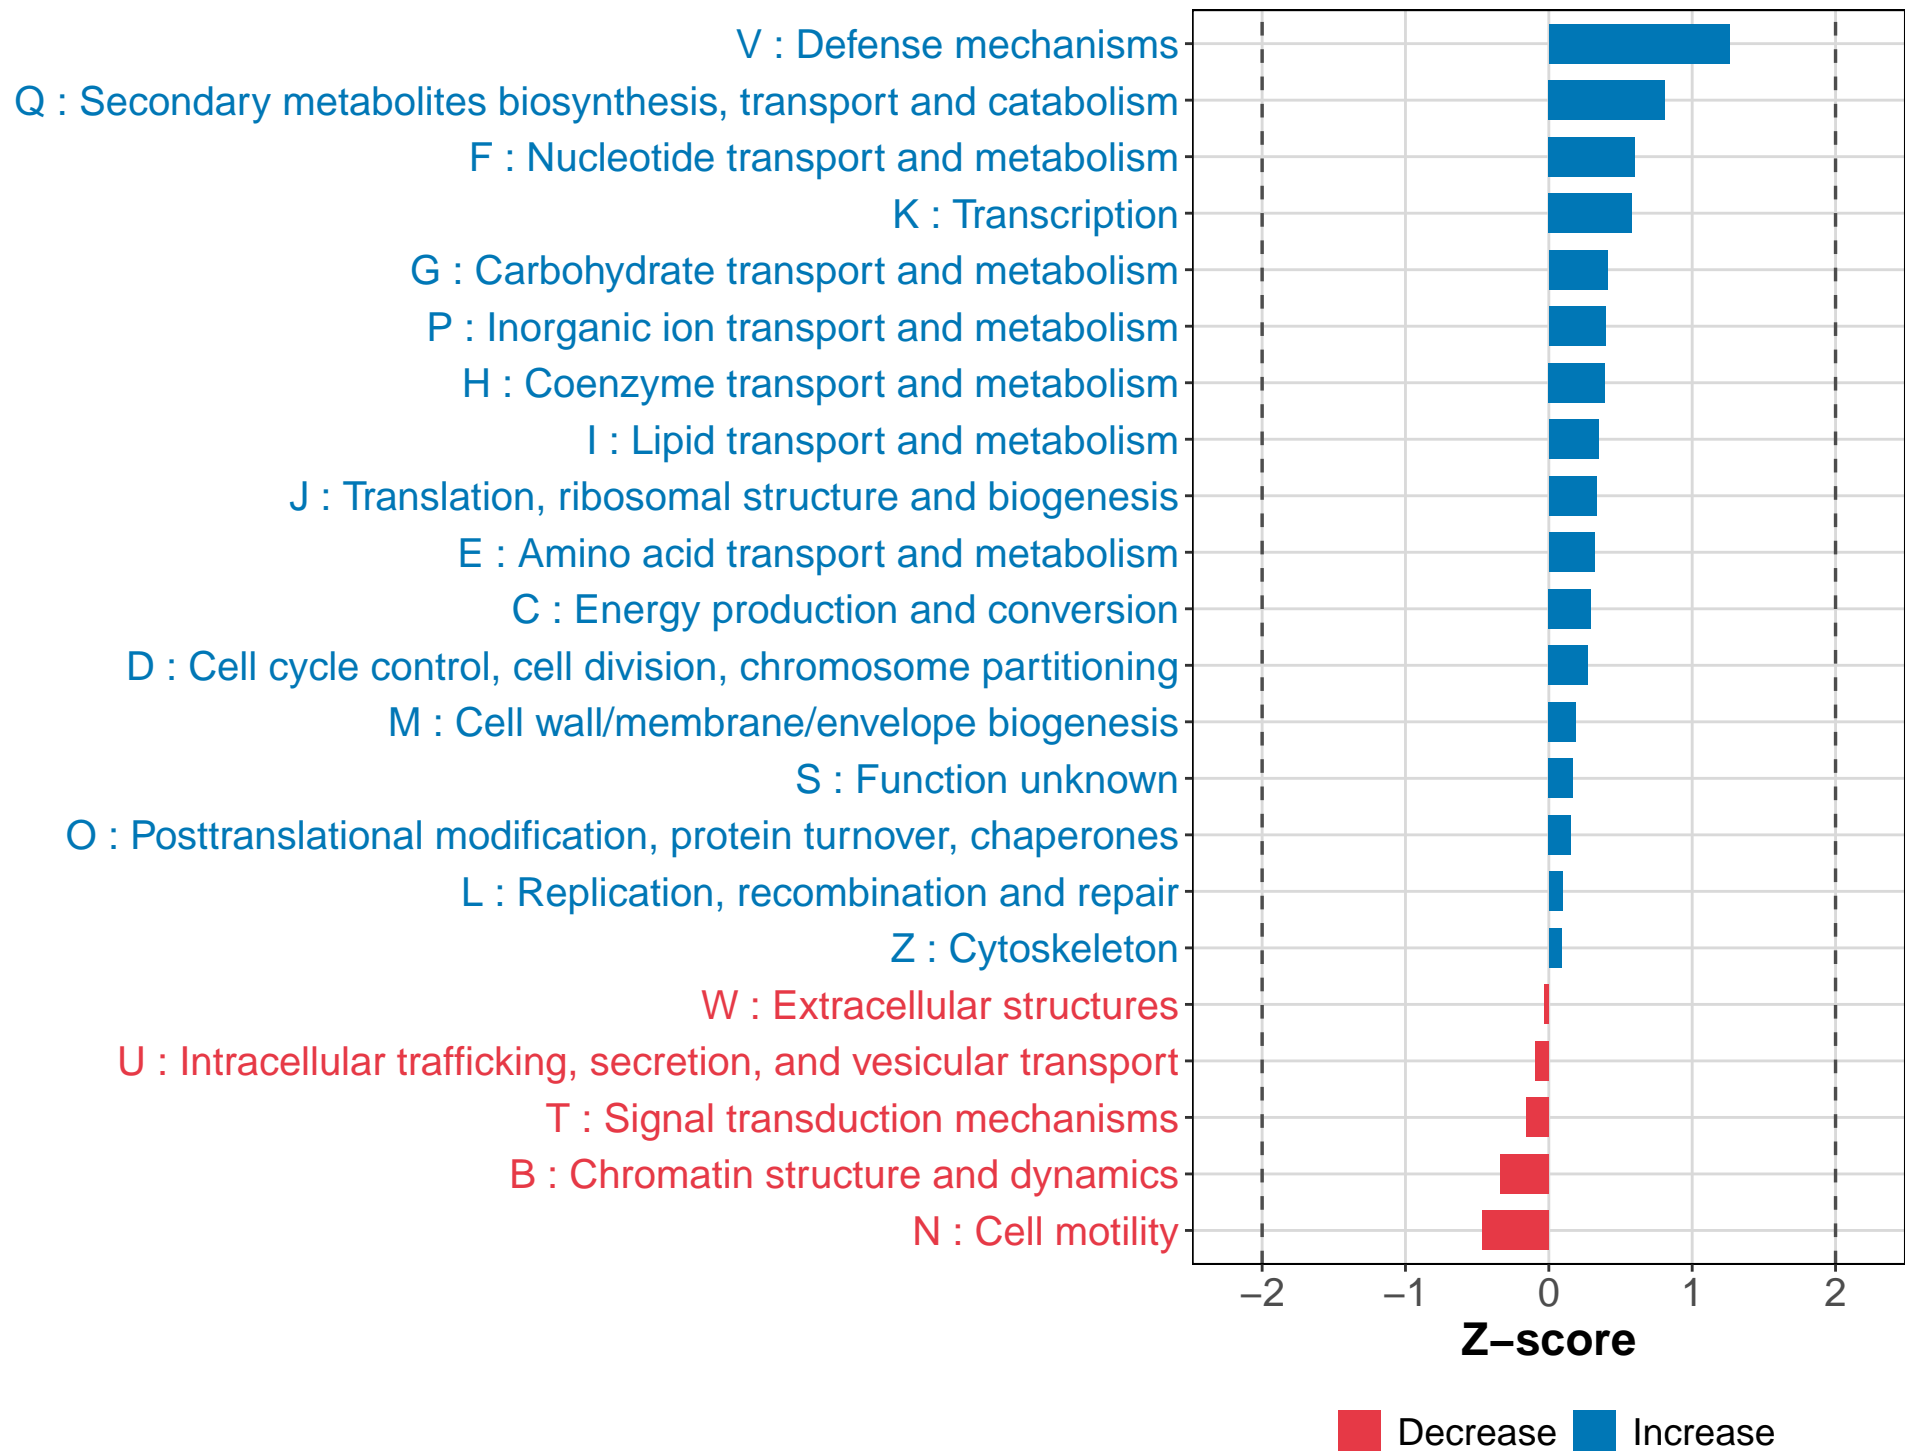 V : Defense mechanisms
Q : Secondary metabolites biosynthesis, transport and catabolism
F : Nucleotide transport and metabolism
K : Transcription
G : Carbohydrate transport and metabolism
P : Inorganic ion transport and metabolism
H : Coenzyme transport and metabolism
I : Lipid transport and metabolism
J : Translation, ribosomal structure and biogenesis
E : Amino acid transport and metabolism
C : Energy production and conversion
D : Cell cycle control, cell division, chromosome partitioning
M : Cell wall/membrane/envelope biogenesis
S : Function unknown
O : Posttranslational modification, protein turnover, chaperones
L : Replication, recombination and repair
Z : Cytoskeleton
W : Extracellular structures
U : Intracellular trafficking, secretion, and vesicular transport
T : Signal transduction mechanisms
B : Chromatin structure and dynamics
N : Cell motility
−2 −1 0 1 2
Z−score
Decrease Increase